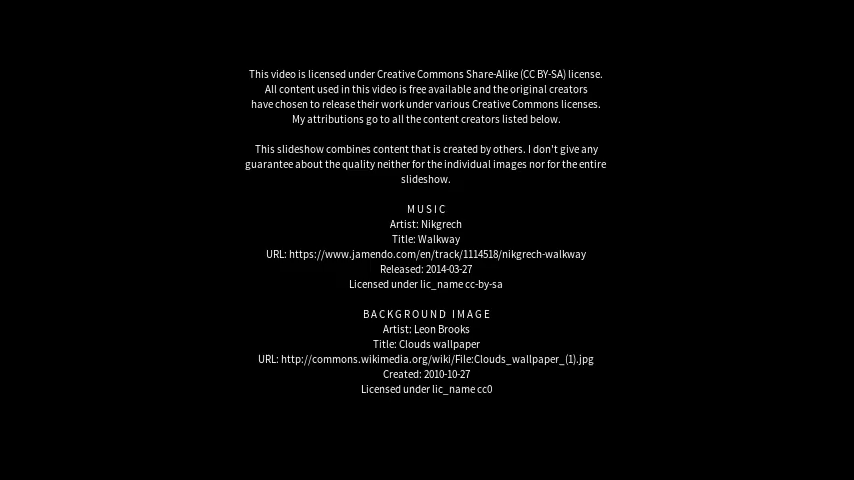 This video is licensed under Creative Commons Share-Alike (CC BY-SA) license.
All content used in this video is free available and the original creators
have chosen to release their work under various Creative Commons licenses.
My attributions go to all the content creators listed below.
This slideshow combines content that is created by others. I don't give any
guarantee about the quality neither for the individual images nor for the entire
slideshow.
MUSIC
Artist: Nikgrech
Title: Walkway
URL: https://www.jamendo.com/en/track/1114518/nikgrech-walkway
Released: 2014-03-27
Licensed under lic_name cc-by-sa
BACKGROUND IMAGE
Artist: Leon Brooks
Title: Clouds wallpaper
URL: http://commons.wikimedia.org/wiki/File:Clouds_wallpaper_(1).jpg
Created: 2010-10-27
Licensed under lic_name cc0